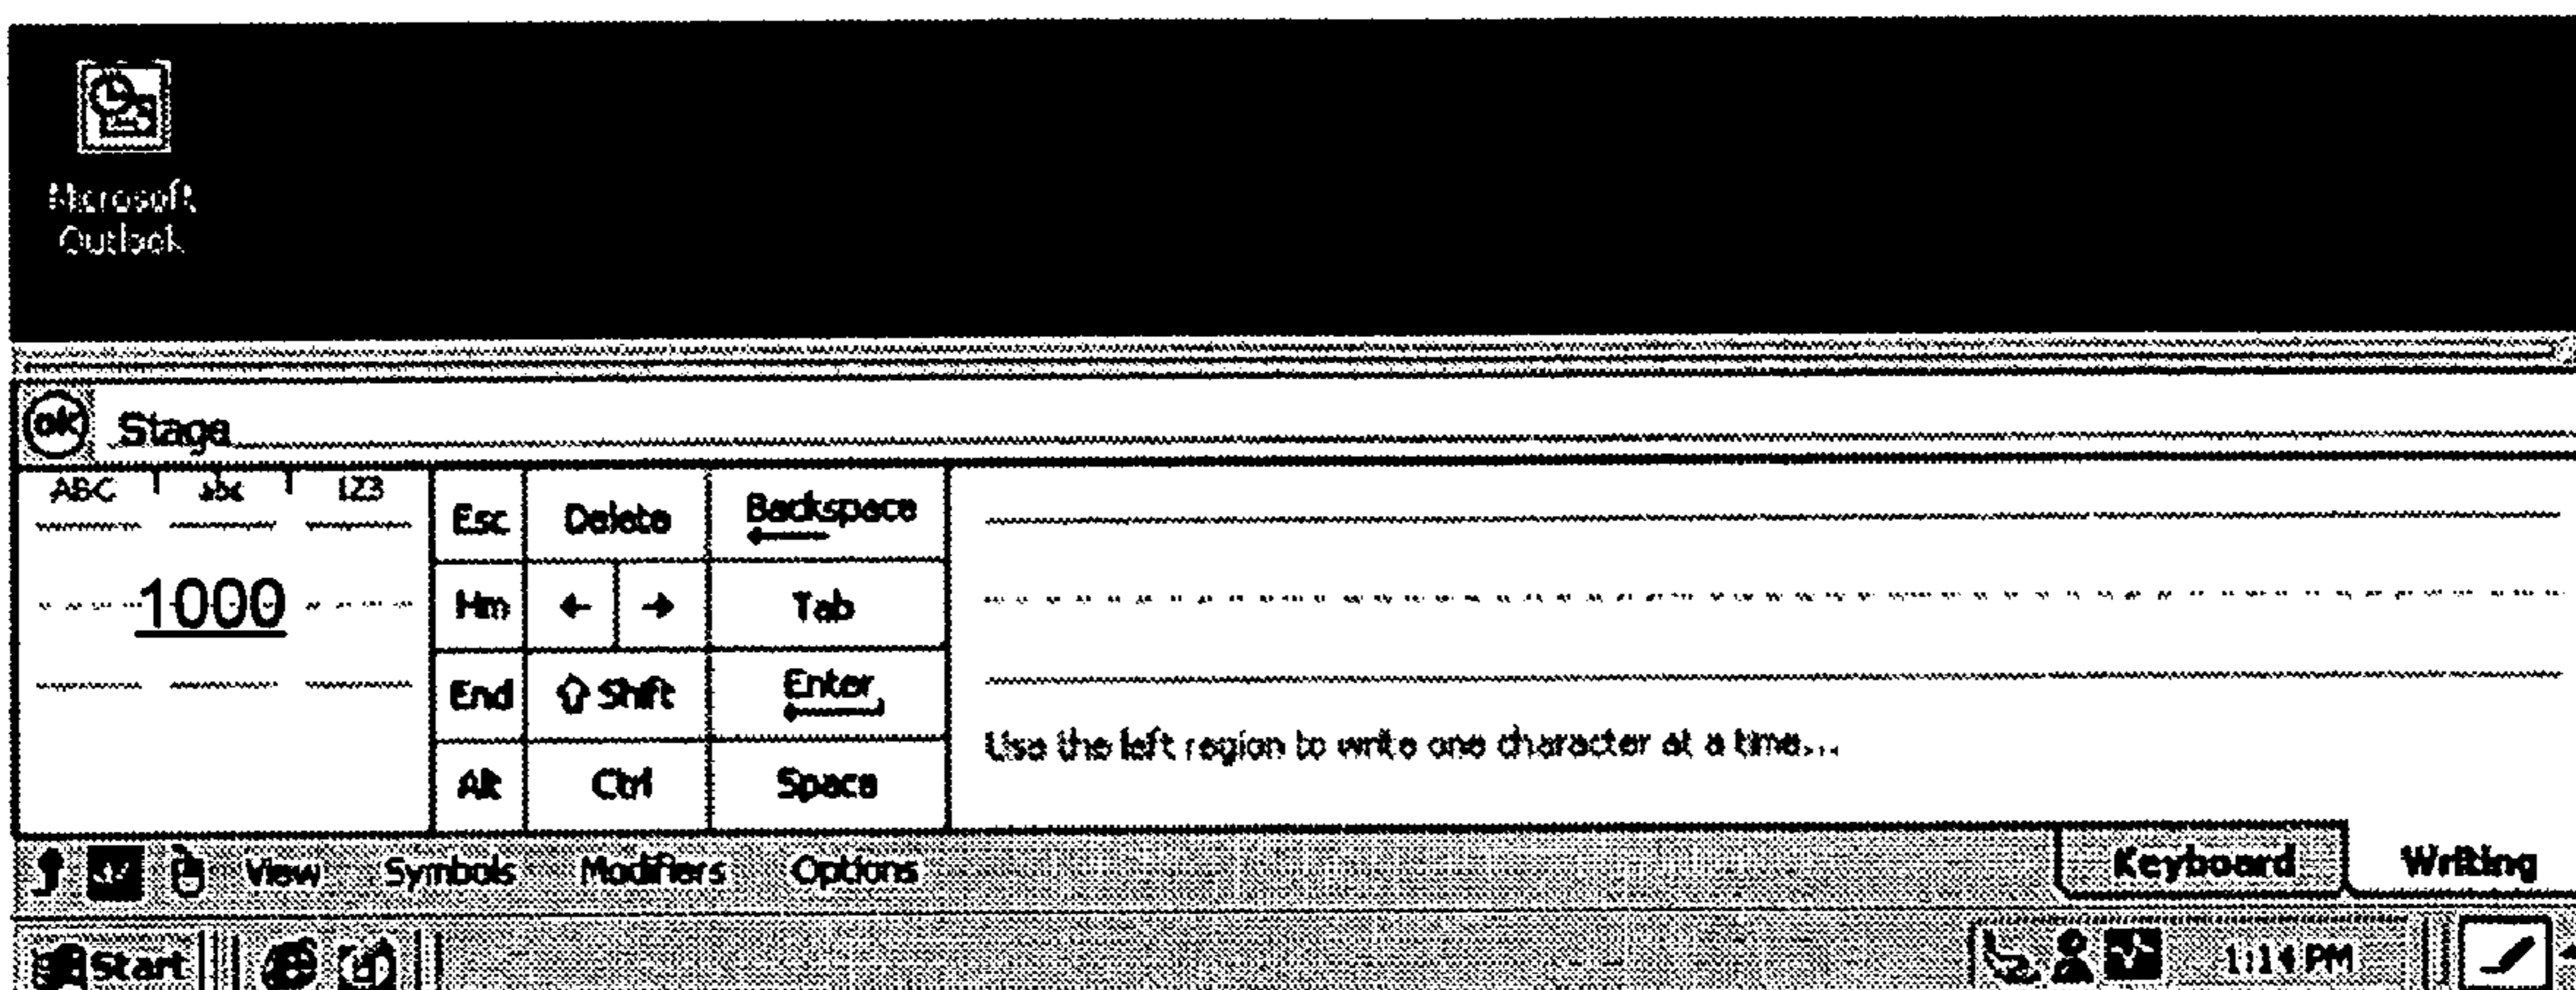 Microsoft
Outlook
ok Stage
ABC abc 123
Esc Delete Backspace
1000
Hm ← → Tab
End Shift Enter
Use the left region to write one character at a time...
Alt Ctrl Space
View Symbols Modifiers Options Keyboard Writing
Start 1:14 PM